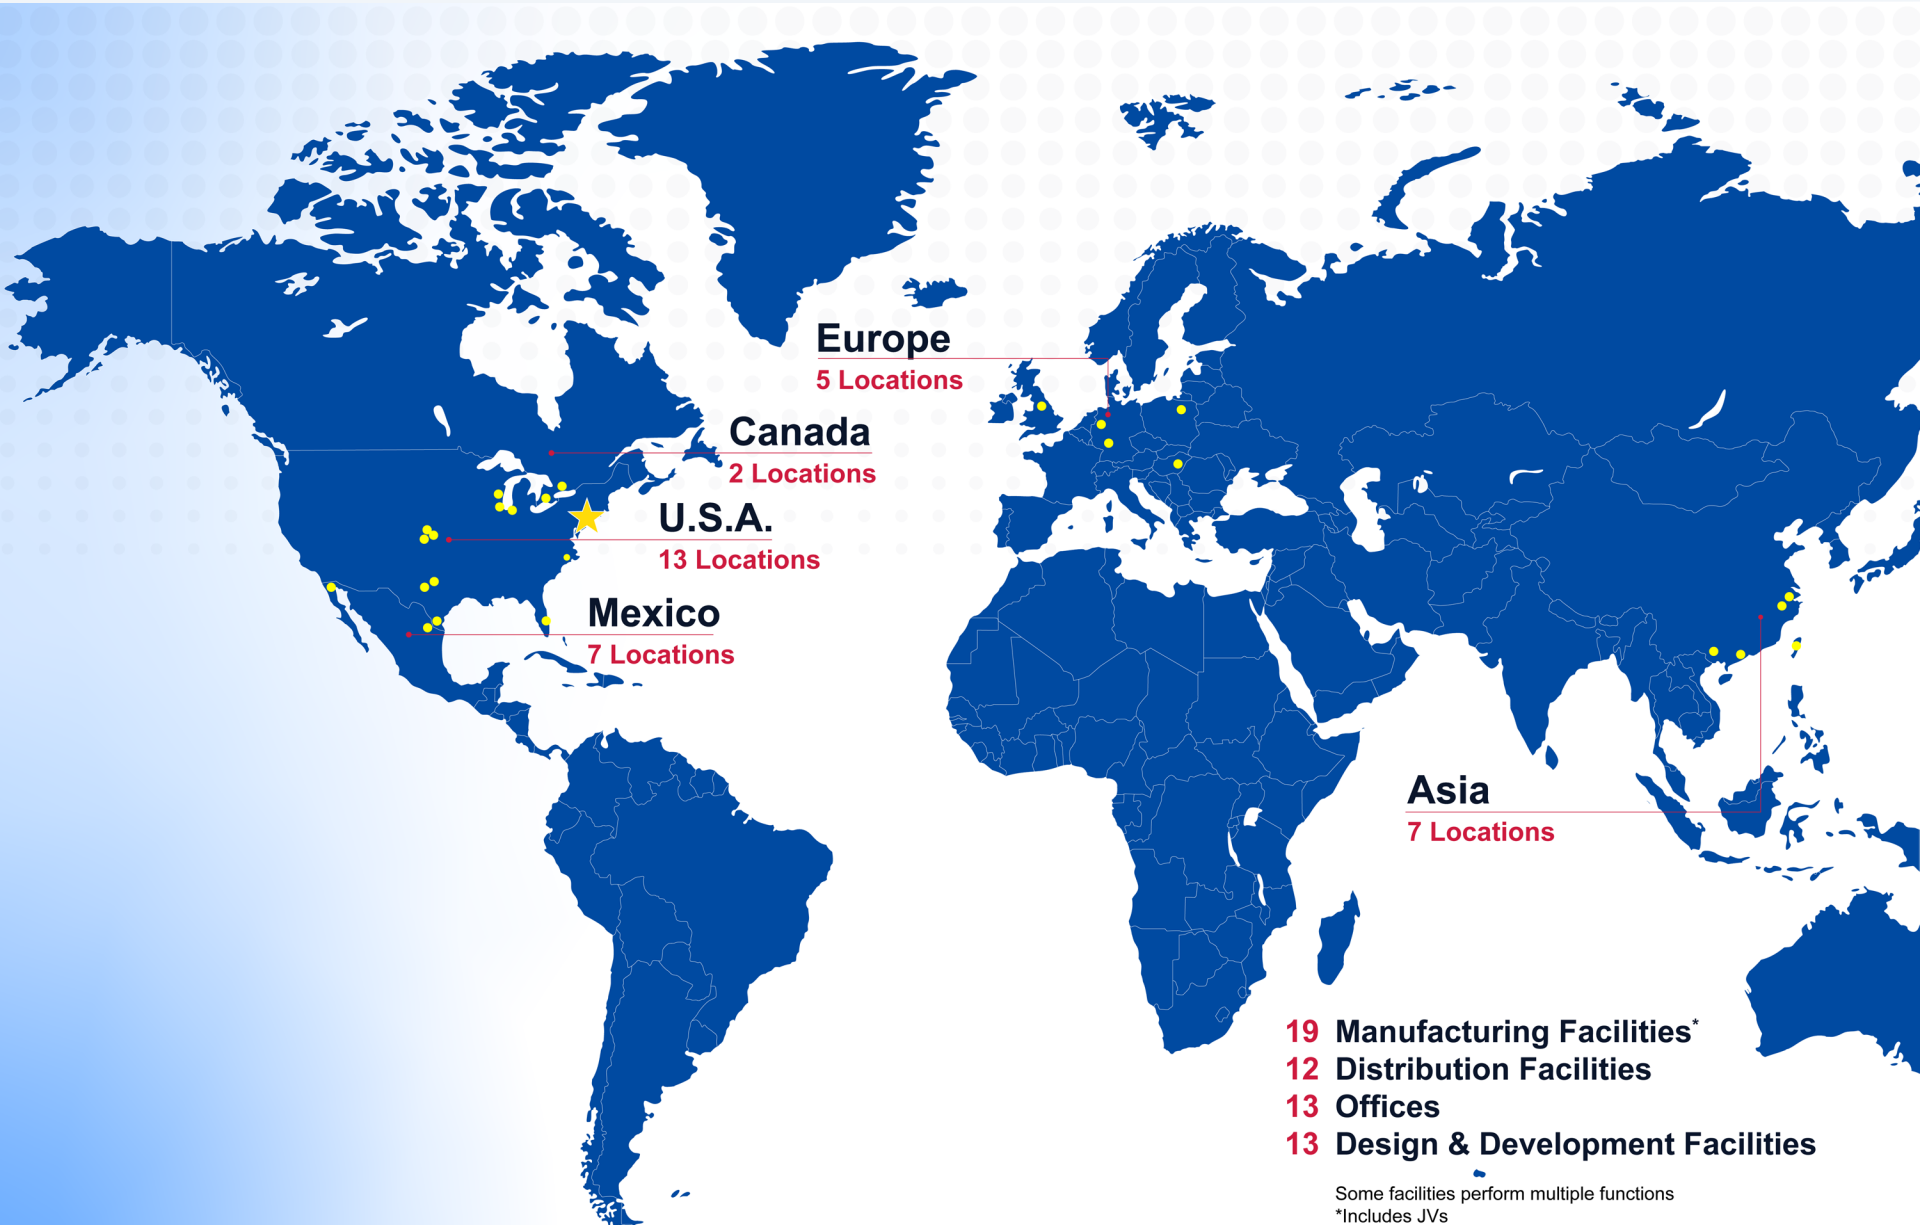 Europe
5 Locations
Canada
2 Locations
U.S.A.
13 Locations
Mexico
7 Locations
Asia
7 Locations
19 Manufacturing Facilities*
12 Distribution Facilities
13 Offices
13 Design & Development Facilities
Some facilities perform multiple functions
*Includes JVs